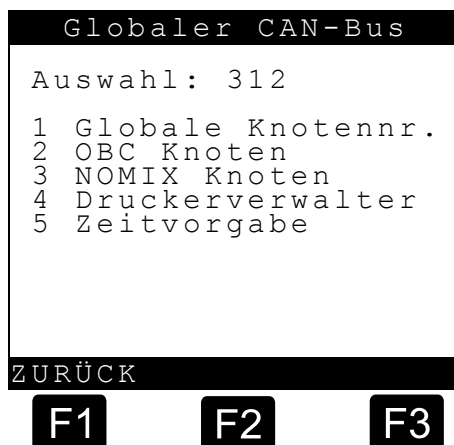 Globaler CAN-Bus
Auswahl: 312
1 Globale Knotennr.
2 OBC Knoten
3 NOMIX Knoten
4 Druckerverwalter
5 Zeitvorgabe
ZURÜCK
F1 F2 F3